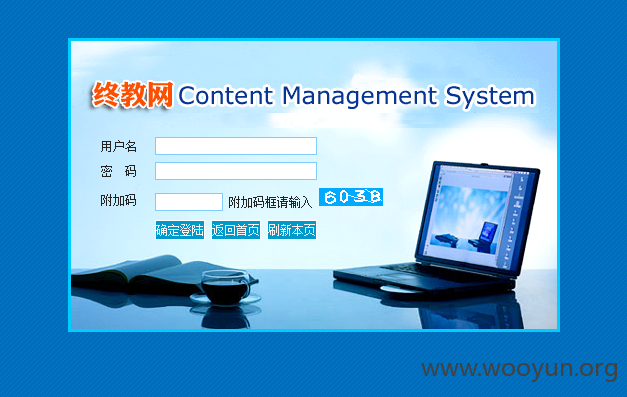 终教网 Content Management System
用户名
密 码
附加码 附加码框请输入 6038
确定登陆 返回首页 刷新本页
www.wooyun.org